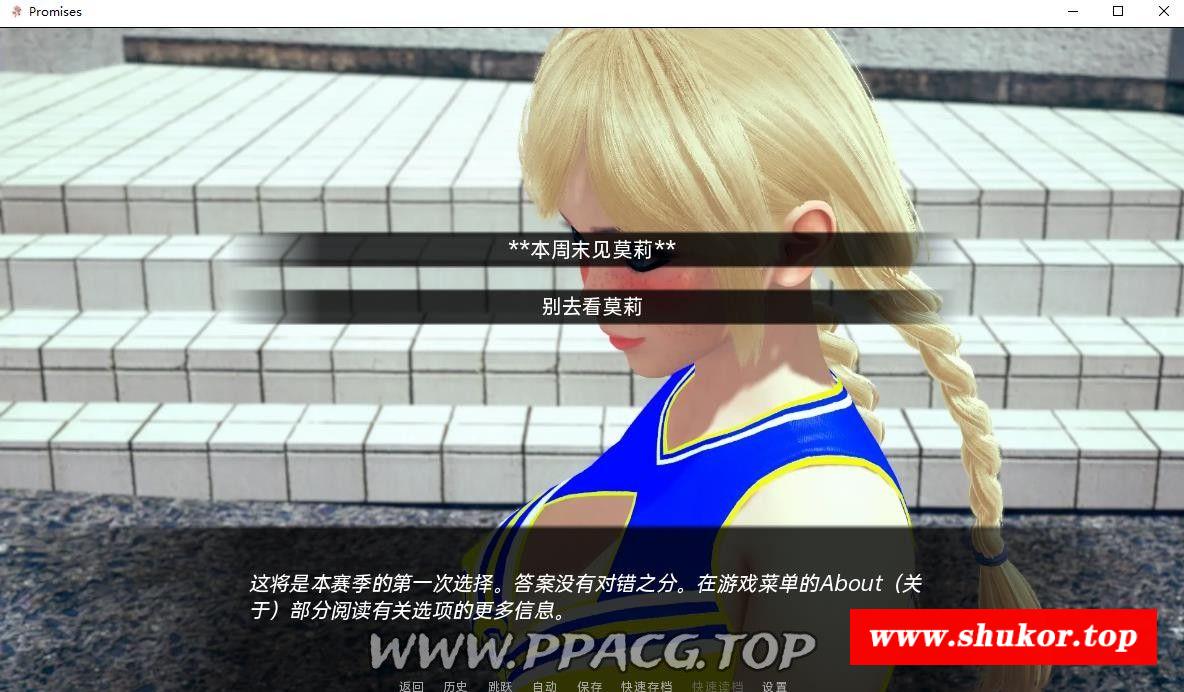 Promises
**本周末见莫莉**
别去看莫莉
这将是本赛季的第一次选择。答案没有对错之分。在游戏菜单的About（关
于）部分阅读有关选项的更多信息。
www.shukor.top
WWW.PPACG.TOP
返回 历史 跳跃 自动 保存 快速存档 快速读档 设置